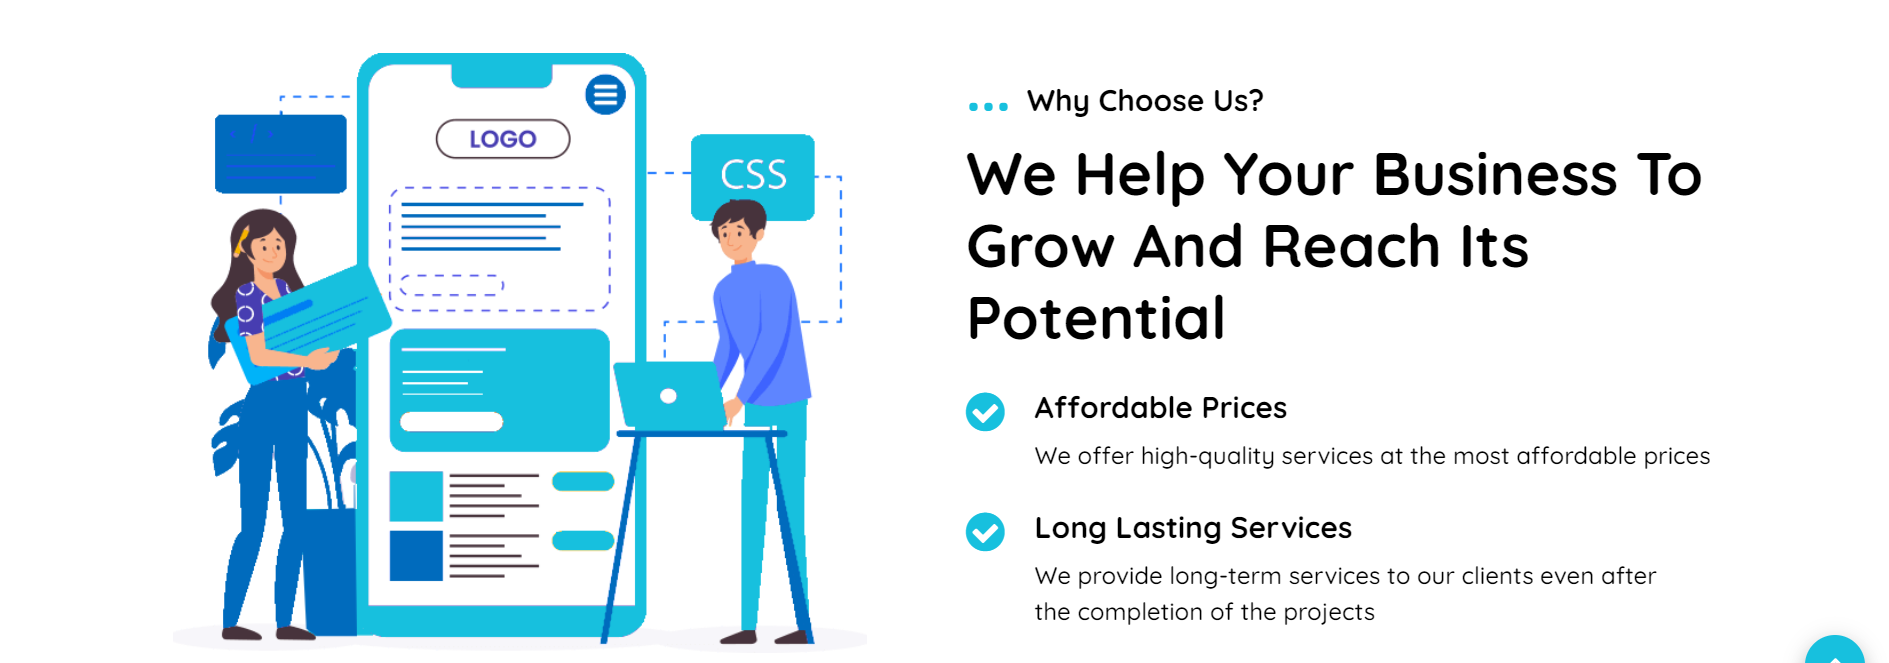 Why Choose Us?
We Help Your Business To
Grow And Reach Its
Potential
Affordable Prices
We offer high-quality services at the most affordable prices
Long Lasting Services
We provide long-term services to our clients even after
the completion of the projects
LOGO
CSS